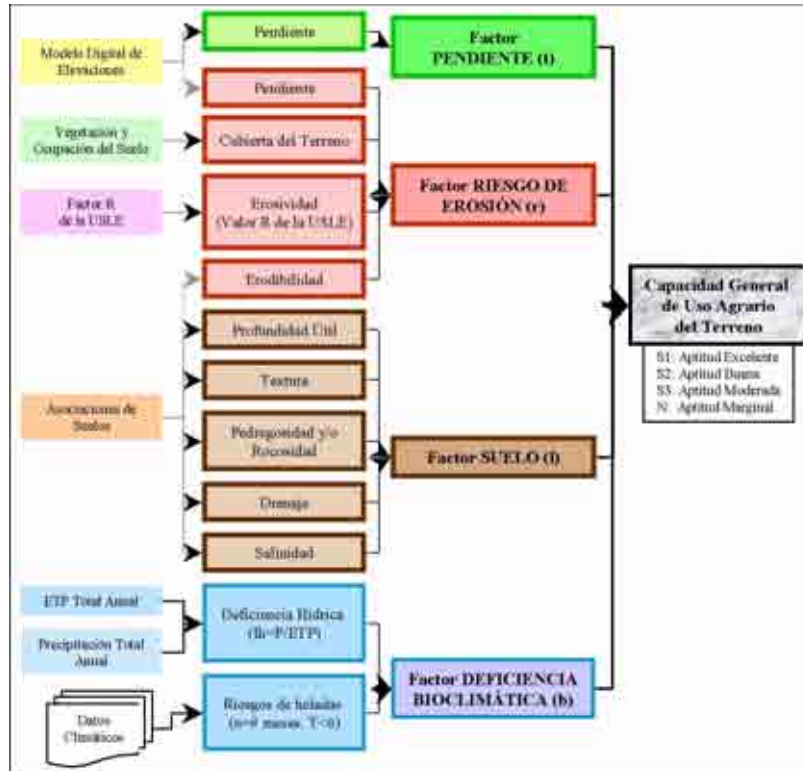 Modelo Digital de
Elevaciones
Pendiente
Factor
PENDIENTE (t)
Pendiente
Vegetación y
Ocupación del Suelo
Cubierta del Terreno
Factor R
de la USLE
Erosividad
(Valor R de la USLE)
Factor RIESGO DE
EROSIÓN (r)
Erodibilidad
Asociaciones de
Suelos
Profundidad Útil
Textura
Pedregosidad y/o
Rocosidad
Drenaje
Salinidad
Factor SUELO (l)
ETP Total Anual
Precipitación Total
Anual
Deficiencia Hídrica
(Ih=P/ETP)
Datos
Climáticos
Riesgos de heladas
(n=# meses
Factor DEFICIENCIA
BIOCLIMÁTICA (b)
Capacidad General
de Uso Agrario
del Terreno
S1: Aptitud Excelente
S2: Aptitud Buena
S3: Aptitud Moderada
N: Aptitud Marginal